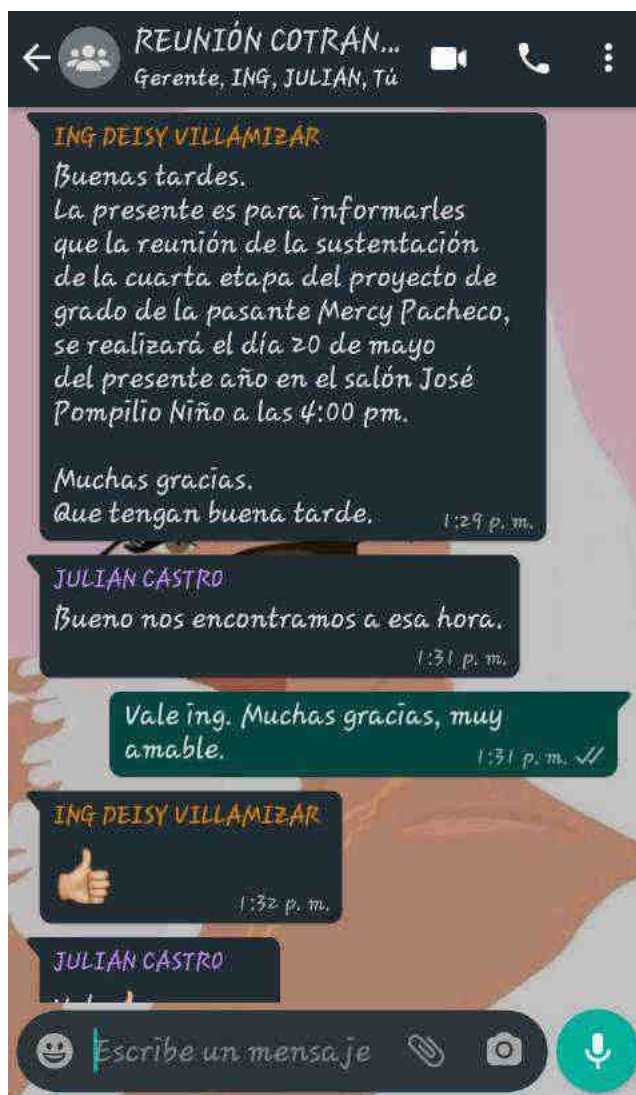 REUNIÓN COTRAN...
Gerente, ING, JULIAN, Tú
ING DEISY VILLAMIZAR
Buenas tardes.
La presente es para informarles
que la reunión de la sustentación
de la cuarta etapa del proyecto de
grado de la pasante Mercy Pacheco,
se realizará el día 20 de mayo
del presente año en el salón José
Pompilio Niño a las 4:00 pm.
Muchas gracias.
Que tengan buena tarde.
1:29 p. m.
JULIAN CASTRO
Bueno nos encontramos a esa hora.
1:31 p. m.
Vale ing. Muchas gracias, muy
amable.
1:31 p. m.
ING DEISY VILLAMIZAR
1:32 p. m.
JULIAN CASTRO
Escribe un mensaje